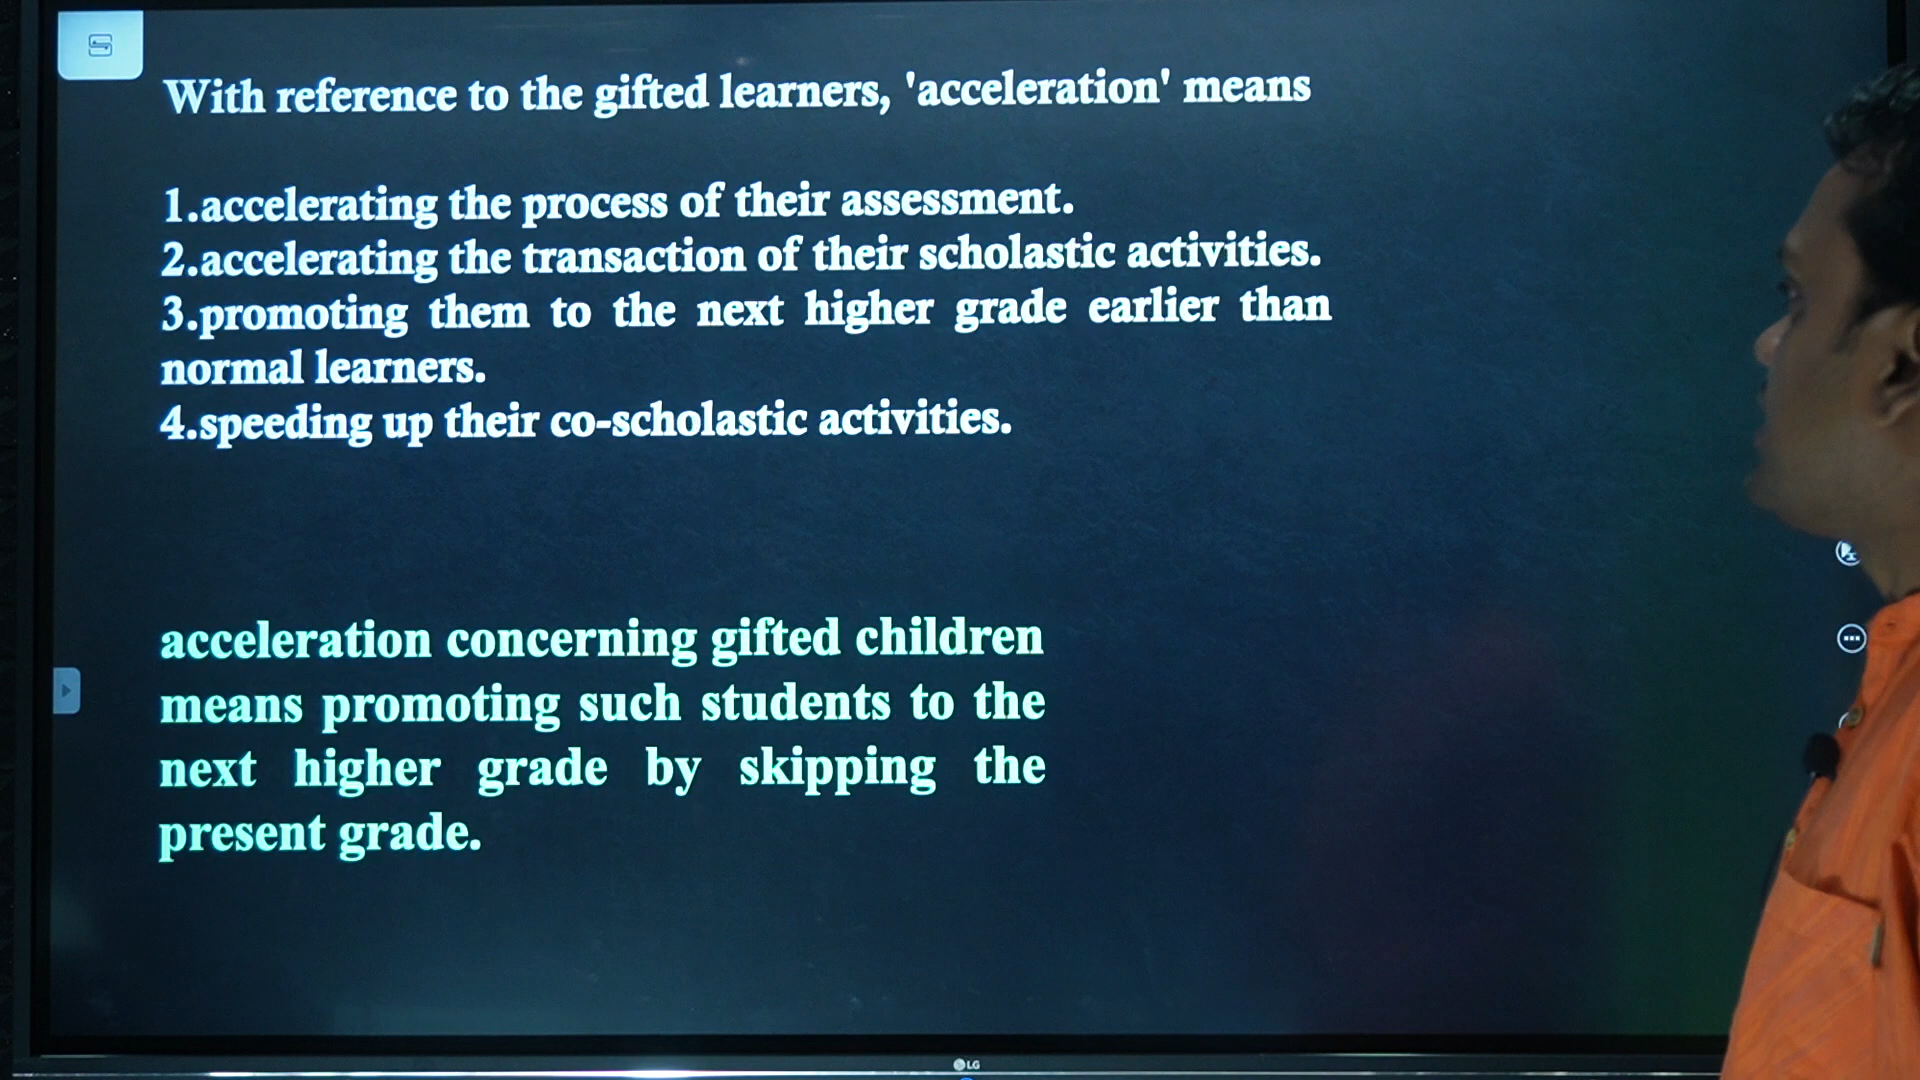 With reference to the gifted learners, 'acceleration' means
1.accelerating the process of their assessment.
2.accelerating the transaction of their scholastic activities.
3.promoting them to the next higher grade earlier than
normal learners.
4.speeding up their co-scholastic activities.
acceleration concerning gifted children
means promoting such students to the
next higher grade by skipping the
present grade.
LG